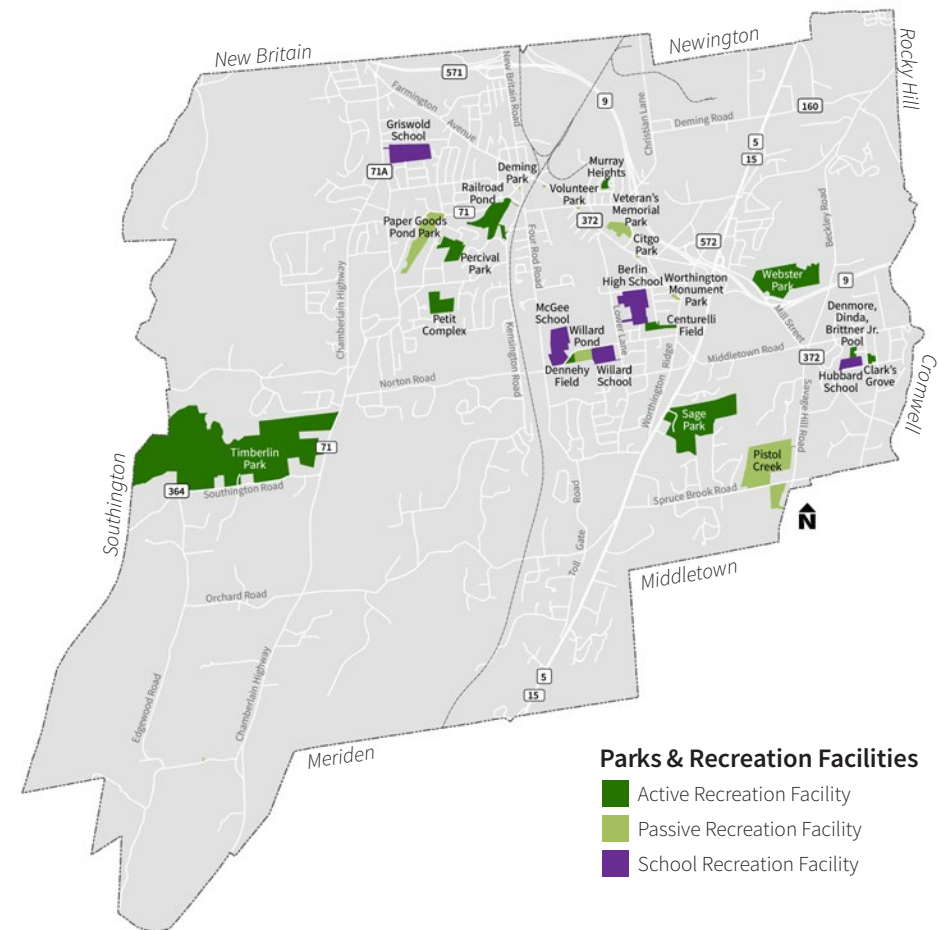 New Britain
Newington
Rocky Hill
571
New Britain Road
Farmington
Avenue
9
Christian Lane
160
Deming Road
5
15
Griswold
School
71A
Deming
Park
Murray
Heights
Railroad
Pond
Volunteer
Park
Veteran's
Memorial
Park
71
372
Paper Goods
Pond Park
Beckley Road
572
Citgo
Park
Four Rod Road
Percival
Park
Berlin
High School
Worthington
Monument
Park
Webster
Park
9
Chamberlain Highway
Petit
Complex
McGee
School
Lower Lane
Centurelli
Field
Mill Street
Denmore,
Dinda,
Brittner Jr.
Pool
Willard
Pond
Kensington Road
Middletown Road
372
Dennehy
Field
Willard
School
Hubbard
School
Clark's
Grove
Cromwell
Norton Road
Worthington Ridge
Savage Hill Road
Sage
Park
Timberlin
Park
71
Pistol
Creek
364
Southington Road
Southington
Spruce Brook Road
N
Toll Gate Road
Middletown
Orchard Road
Edgewood Road
Chamberlain Highway
5
15
Meriden
Parks & Recreation Facilities
Active Recreation Facility
Passive Recreation Facility
School Recreation Facility